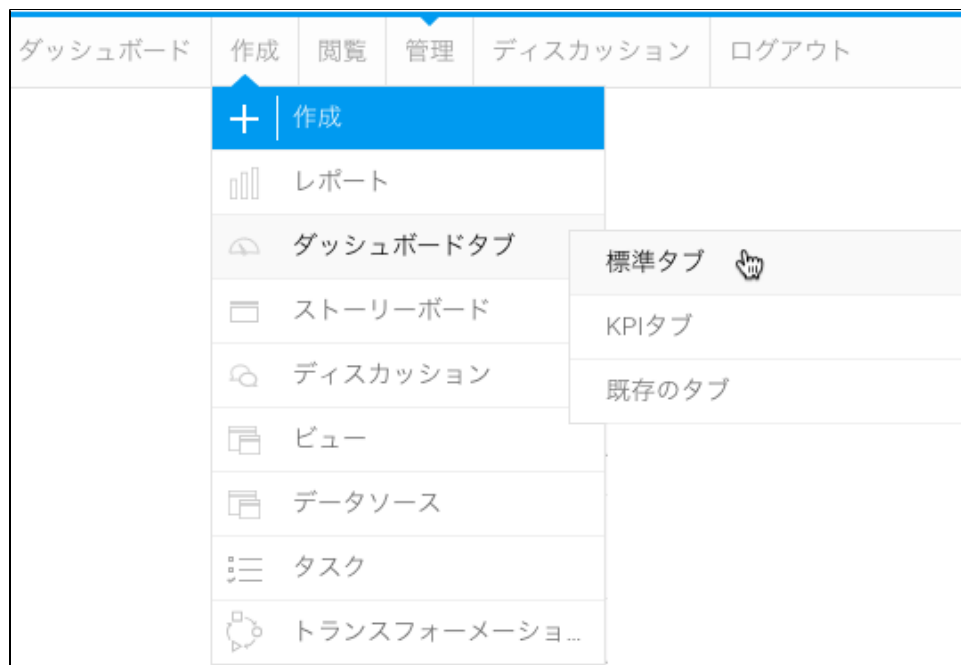 ダッシュボード 作成 閲覧 管理 ディスカッション ログアウト
作成
レポート
ダッシュボードタブ
標準タブ
ストーリーボード
KPIタブ
ディスカッション
既存のタブ
ビュー
データソース
タスク
トランスフォーメーショ...